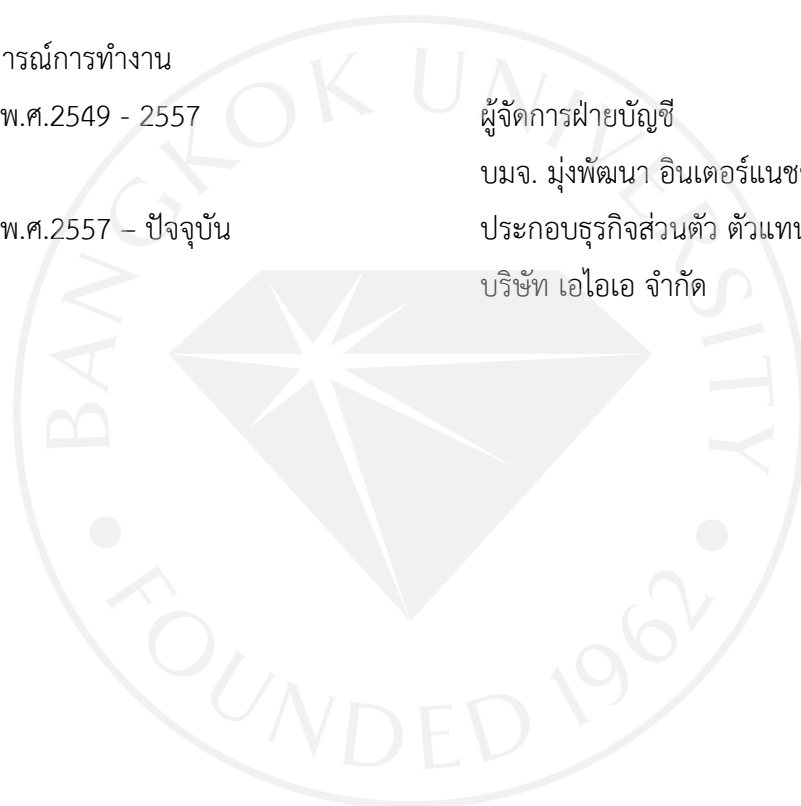 ารณ์การทำงาน
พ.ศ.2549 - 2557 ผู้จัดการฝ่ายบัญชี
บมจ. มุ่งพัฒนา
พ.ศ.2557 – ปัจจุบัน ประกอบธุรกิจส่วนตัว
บริษัท เอไอเอ จำกัด
BANGKOK UNIVERSITY
FOUNDED 1962